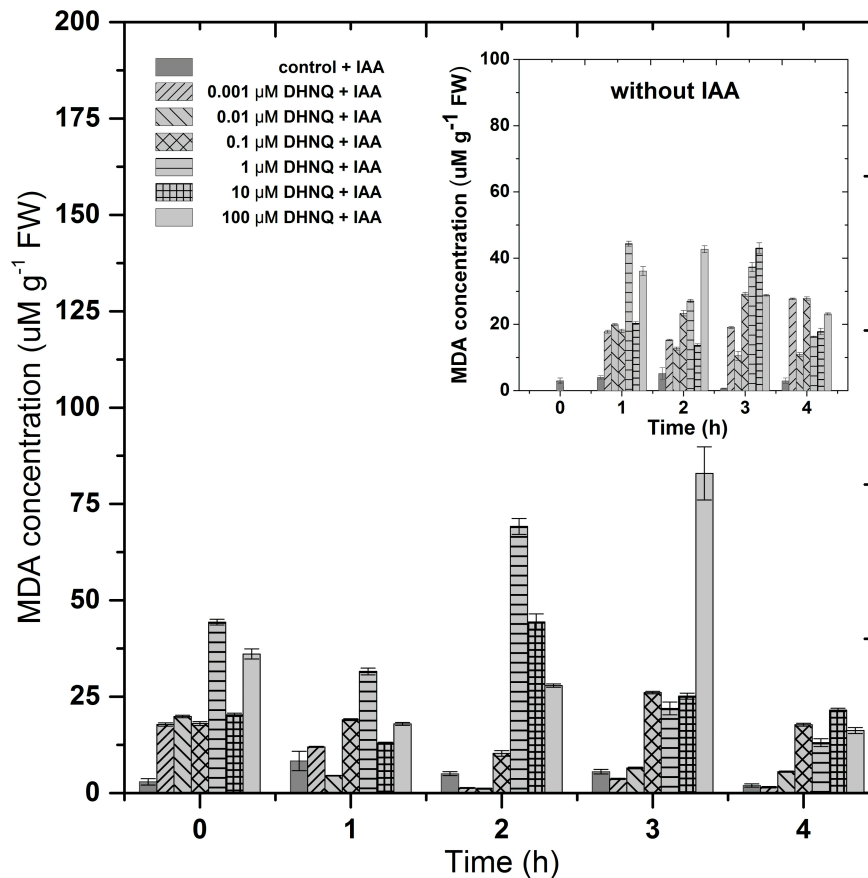 MDA concentration (uM g-1 FW)
200
175
150
125
100
75
50
25
0
0 1 2 3 4
Time (h)
control + IAA
0.001 µM DHNQ + IAA
0.01 µM DHNQ + IAA
0.1 µM DHNQ + IAA
1 µM DHNQ + IAA
10 µM DHNQ + IAA
100 µM DHNQ + IAA
without IAA
MDA concentration (uM g-1 FW)
100
80
60
40
20
0
0 1 2 3 4
Time (h)